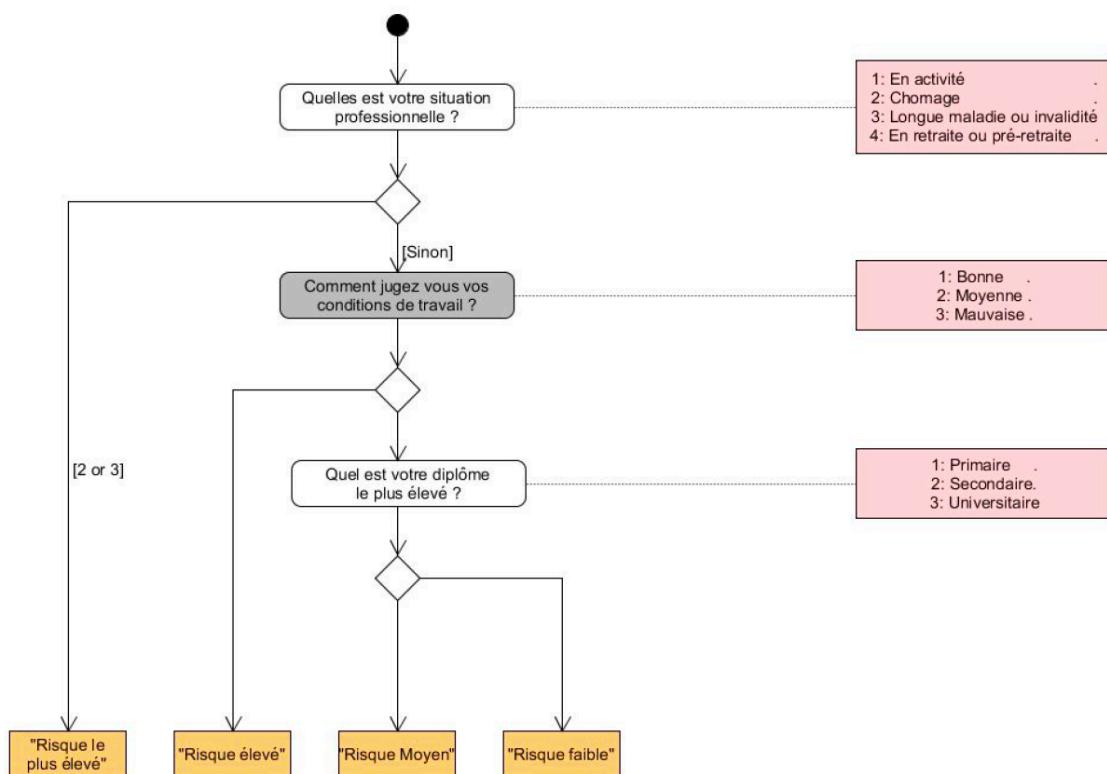 Quelles est votre situation
professionnelle ?
1: En activité .
2: Chomage .
3: Longue maladie ou invalidité
4: En retraite ou pré-retraite .
[Sinon]
Comment jugez vous vos
conditions de travail ?
1: Bonne .
2: Moyenne .
3: Mauvaise .
[2 or 3]
Quel est votre diplôme
le plus élevé ?
1: Primaire .
2: Secondaire.
3: Universitaire
"Risque le
plus élevé"
"Risque élevé"
"Risque Moyen"
"Risque faible"